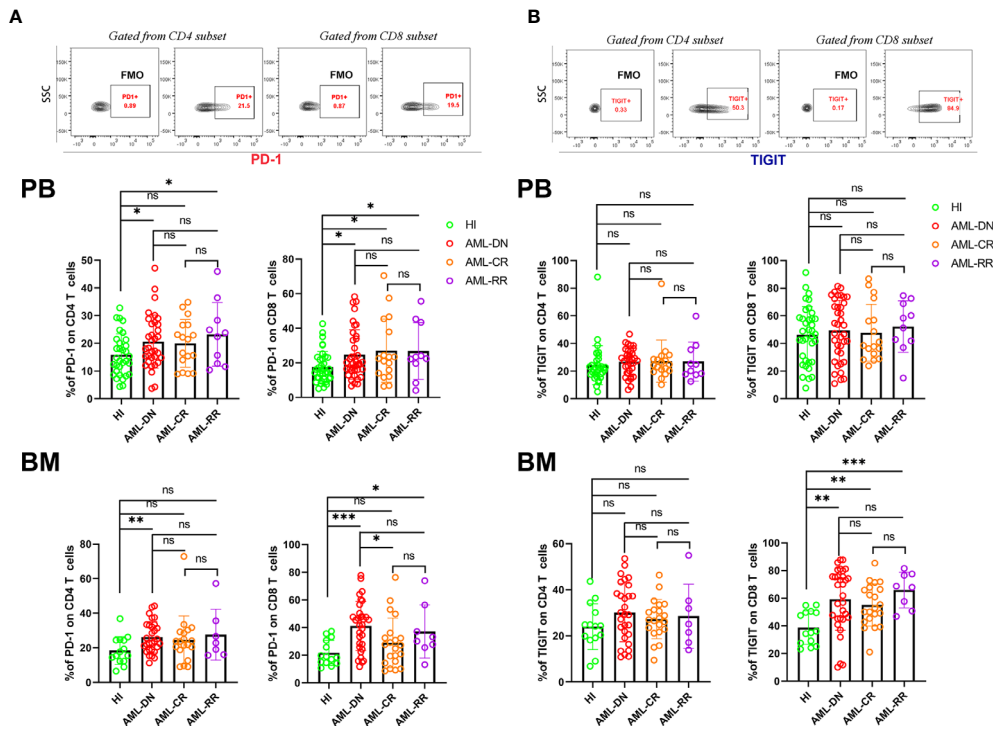 A
B
Gated from CD4 subset
Gated from CD8 subset
Gated from CD4 subset
Gated from CD8 subset
SSC
150K
100K
50K
0
-50K
FMO
PD1+
0.89
PD1+
21.5
FMO
PD1+
0.87
PD1+
19.5
PD-1
SSC
FMO
TIGIT+
0.33
TIGIT+
50.3
FMO
TIGIT+
0.17
TIGIT+
84.9
TIGIT
PB
%of PD-1 on CD4 T cells
50
40
30
20
10
0
*
ns
*
ns
ns
ns
HI
AML-DN
AML-CR
AML-RR
%of PD-1 on CD8 T cells
80
60
40
20
0
*
*
*
ns
ns
ns
HI
AML-DN
AML-CR
AML-RR
HI
AML-DN
AML-CR
AML-RR
PB
%of TIGIT on CD4 T cells
100
80
60
40
20
0
ns
ns
ns
ns
ns
ns
HI
AML-DN
AML-CR
AML-RR
%of TIGIT on CD8 T cells
100
80
60
40
20
0
ns
ns
ns
ns
ns
ns
HI
AML-DN
AML-CR
AML-RR
HI
AML-DN
AML-CR
AML-RR
BM
%of PD-1 on CD4 T cells
80
60
40
20
0
ns
ns
**
ns
ns
ns
HI
AML-DN
AML-CR
AML-RR
%of PD-1 on CD8 T cells
100
80
60
40
20
0
*
ns
***
ns
*
ns
HI
AML-DN
AML-CR
AML-RR
BM
%of TIGIT on CD4 T cells
60
40
20
0
ns
ns
ns
ns
ns
ns
HI
AML-DN
AML-CR
AML-RR
%of TIGIT on CD8 T cells
100
80
60
40
20
0
***
**
**
ns
ns
ns
HI
AML-DN
AML-CR
AML-RR